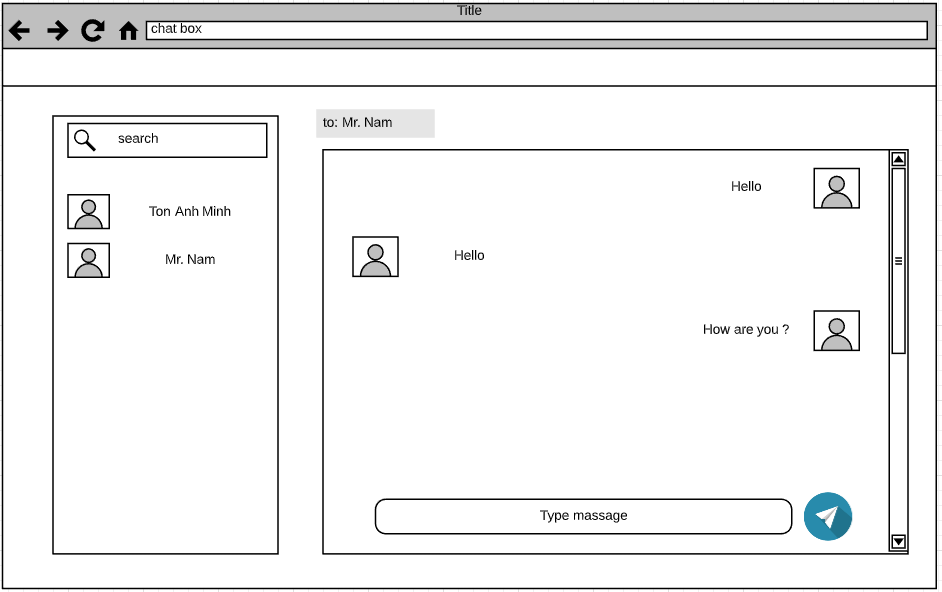 Title
chat box
to: Mr. Nam
search
Hello
Ton Anh Minh
Hello
Mr. Nam
How are you ?
Type massage